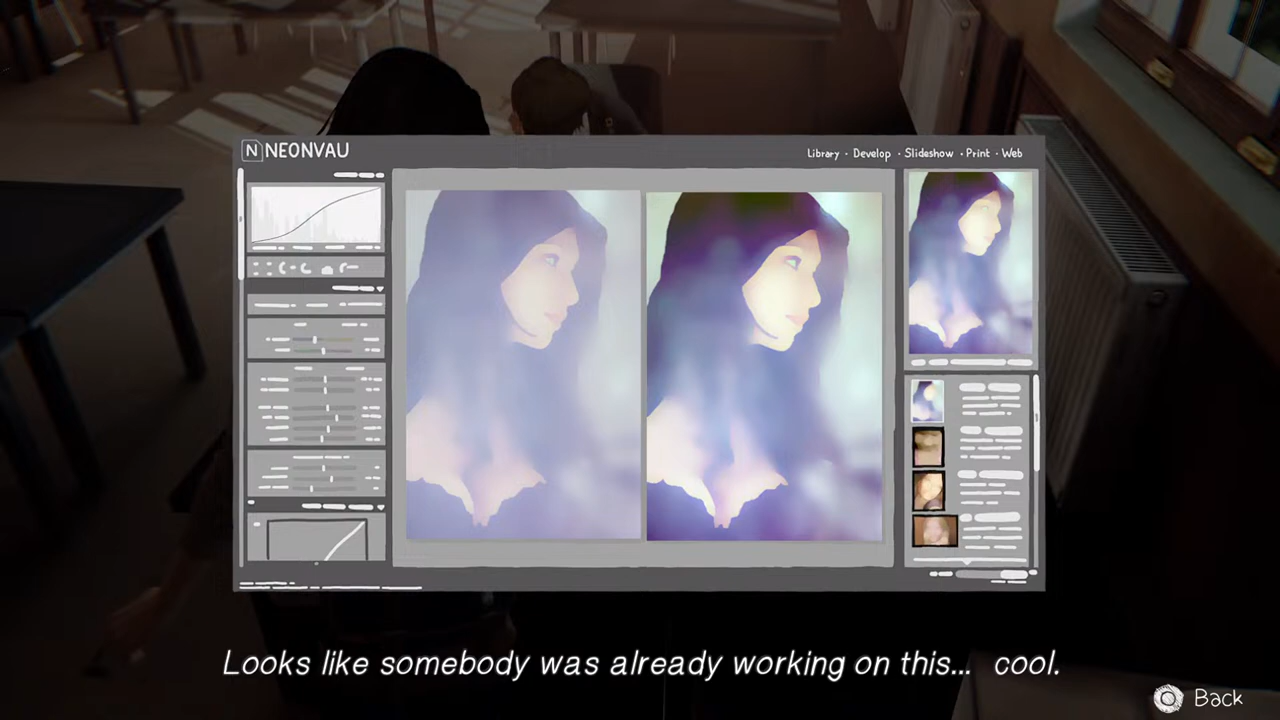 N NEONVAU
Library · Develop · Slideshow · Print · Web
Looks like somebody was already working on this... cool.
Back